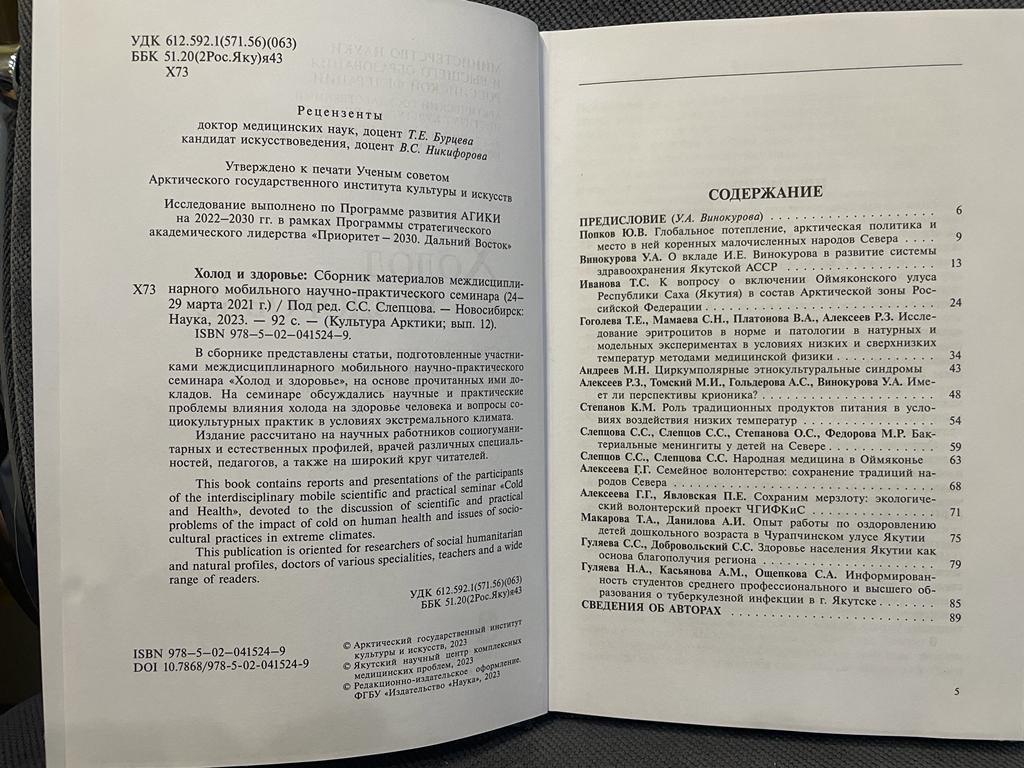 УДК 612.592.1(571.56)(063)
ББК 51.20(2Рос.Яку)я43
Х73
Рецензенты
доктор медицинских наук, доцент Т.Е. Бурцева
кандидат искусствоведения, доцент В.С. Никифорова
Утверждено к печати Ученым советом
Арктического государственного института культуры и искусств
Исследование выполнено по Программе развития АГИКИ
на 2022–2030 гг. в рамках Программы стратегического
академического лидерства «Приоритет – 2030. Дальний Восток»
Холод и здоровье: Сборник материалов междисципли-
Х73 нарного мобильного научно-практического семинара (24–
29 марта 2021 г.) / Под ред. С.С. Слепцова. — Новосибирск:
Наука, 2023. — 92 с. — (Культура Арктики; вып. 12).
ISBN 978–5–02–041524–9.
В сборнике представлены статьи, подготовленные участни-
ками междисциплинарного мобильного научно-практического
семинара «Холод и здоровье», на основе прочитанных ими до-
кладов. На семинаре обсуждались научные и практические
проблемы влияния холода на здоровье человека и вопросы со-
циокультурных практик в условиях экстремального климата.
Издание рассчитано на научных работников социогумани-
тарных и естественных профилей, врачей различных специаль-
ностей, педагогов, а также на широкий круг читателей.
This book contains reports and presentations of the participants
of the interdisciplinary mobile scientific and practical seminar «Cold
and Health», devoted to the discussion of scientific and practical
problems of the impact of cold on human health and issues of socio-
cultural practices in extreme climates.
This publication is oriented for researchers of social humanitarian
and natural profiles, doctors of various specialities, teachers and a wide
range of readers.
УДК 612.592.1(571.56)(063)
ББК 51.20(2Рос.Яку)я43
ISBN 978–5–02–041524–9
DOI 10.7868/978-5-02-041524-9
© Арктический государственный институт
культуры и искусств, 2023
© Якутский научный центр комплексных
медицинских проблем, 2023
© Редакционно-издательское оформление.
ФГБУ «Издательство «Наука», 2023
СОДЕРЖАНИЕ
ПРЕДИСЛОВИЕ (У.А. Винокурова) . . . . . . . . . . . . . . . . . . . . 6
Попков Ю.В. Глобальное потепление, арктическая политика и
место в ней коренных малочисленных народов Севера . . . . 9
Винокурова У.А. О вкладе И.Е. Винокурова в развитие системы
здравоохранения Якутской АССР . . . . . . . . . . . . . . . . 13
Иванова Т.С. К вопросу о включении Оймяконского улуса
Республики Саха (Якутия) в состав Арктической зоны Рос-
сийской Федерации . . . . . . . . . . . . . . . . . . . . . . . . 24
Гоголева Т.Е., Мамаева С.Н., Платонова В.А., Алексеев Р.З. Иссле-
дование эритроцитов в норме и патологии в натурных и
модельных экспериментах в условиях низких и сверхнизких
температур методами медицинской физики . . . . . . . . . . . 34
Андреев М.Н. Циркумполярные этнокультурные синдромы 43
Алексеев Р.З., Томский М.И., Гольдерова А.С., Винокурова У.А. Име-
ет ли перспективы крионика? . . . . . . . . . . . . . . . . . . . 48
Степанов К.М. Роль традиционных продуктов питания в усло-
виях воздействия низких температур . . . . . . . . . . . . . . . 54
Слепцова С.С., Слепцов С.С., Степанова О.С., Федорова М.Р. Бак-
териальные менингиты у детей на Севере . . . . . . . . . . . . 59
Слепцов С.С., Слепцова С.С. Народная медицина в Оймяконье 63
Алексеева Г.Г. Семейное волонтерство: сохранение традиций на-
родов Севера . . . . . . . . . . . . . . . . . . . . . . . . . . . . 68
Алексеева Г.Г., Явловская П.Е. Сохраним мерзлоту: экологичес-
кий волонтерский проект ЧГИФКиС . . . . . . . . . . . . . . 71
Макарова Т.А., Данилова А.И. Опыт работы по оздоровлению
детей дошкольного возраста в Чурапчинском улусе Якутии 75
Гуляева С.С., Добровольский С.С. Здоровье населения Якутии как
основа благополучия региона . . . . . . . . . . . . . . . . . . . 79
Гуляева Н.А., Касьянова А.М., Ощепкова С.А. Информирован-
ность студентов среднего профессионального и высшего об-
разования о туберкулезной инфекции в г. Якутске . . . . . . . 85
СВЕДЕНИЯ ОБ АВТОРАХ . . . . . . . . . . . . . . . . . . . . . . 89
5